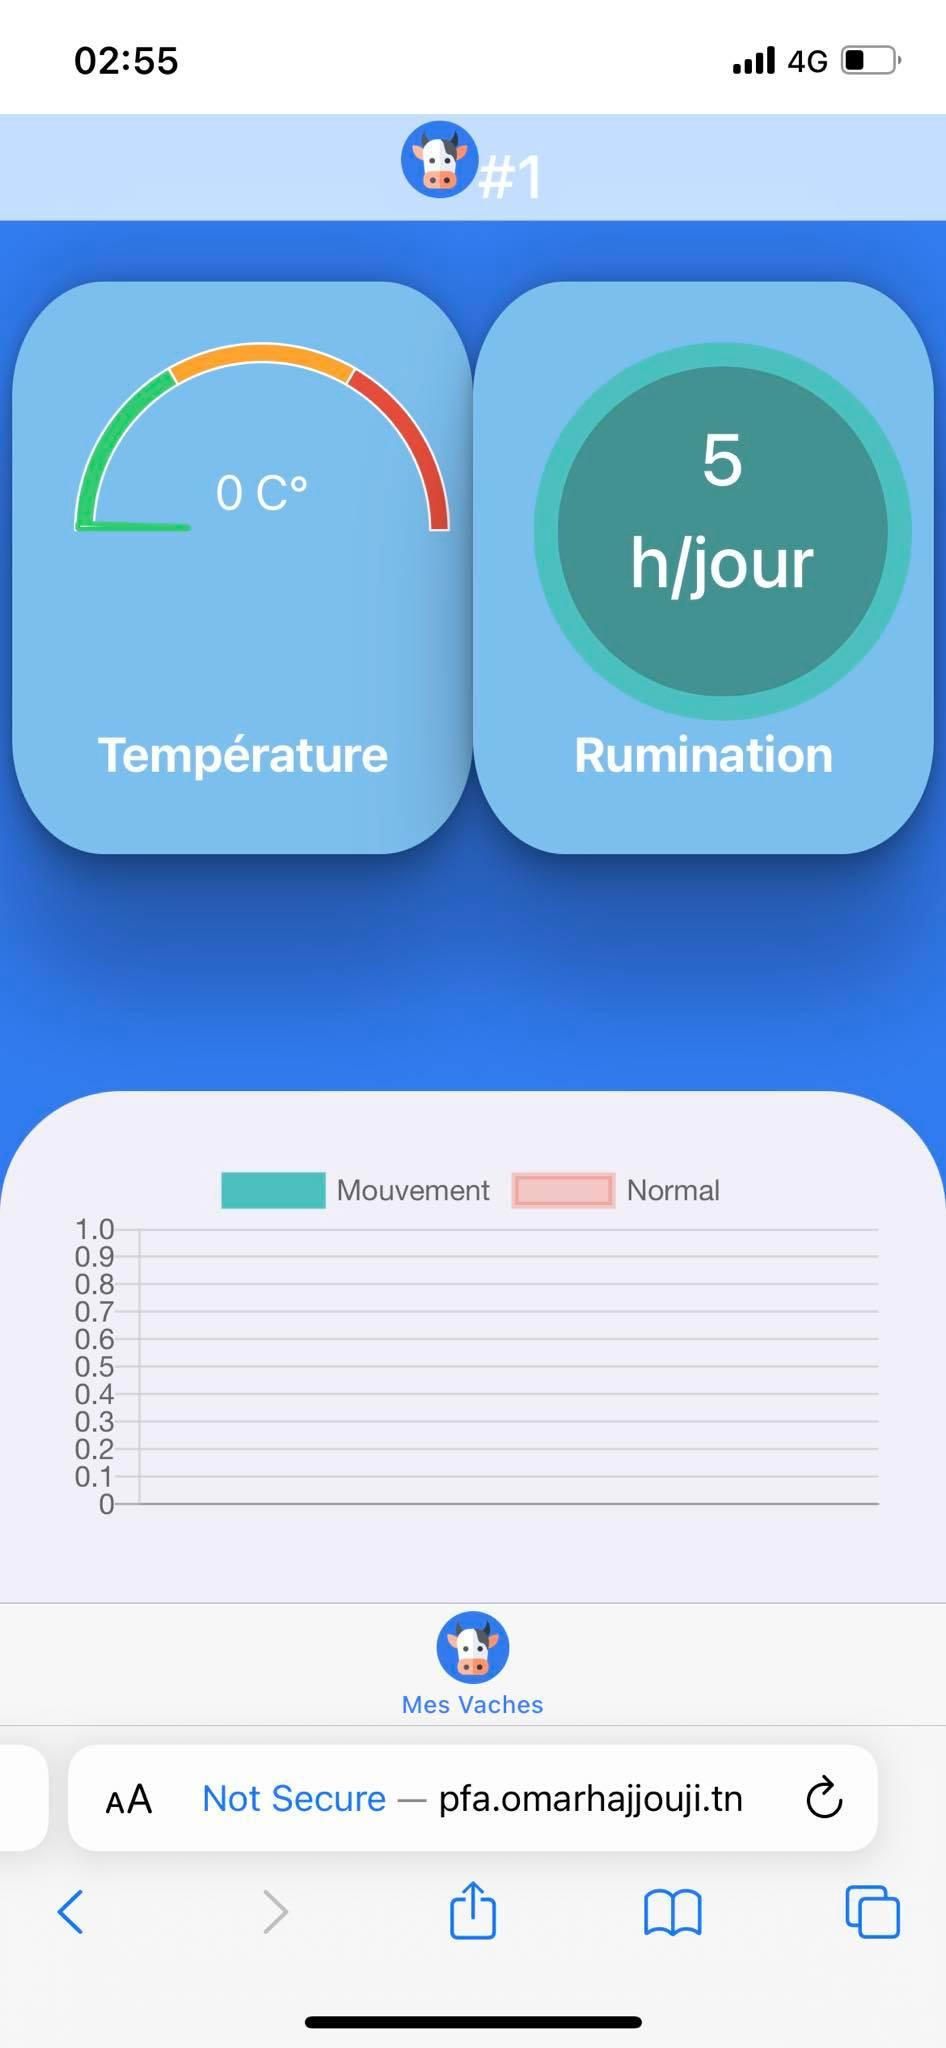 02:55 4G
#1
0 C°
5
h/jour
Température
Rumination
Mouvement Normal
1.0
0.9
0.8
0.7
0.6
0.5
0.4
0.3
0.2
0.1
0
Mes Vaches
AA Not Secure — pfa.omarhajjouji.tn